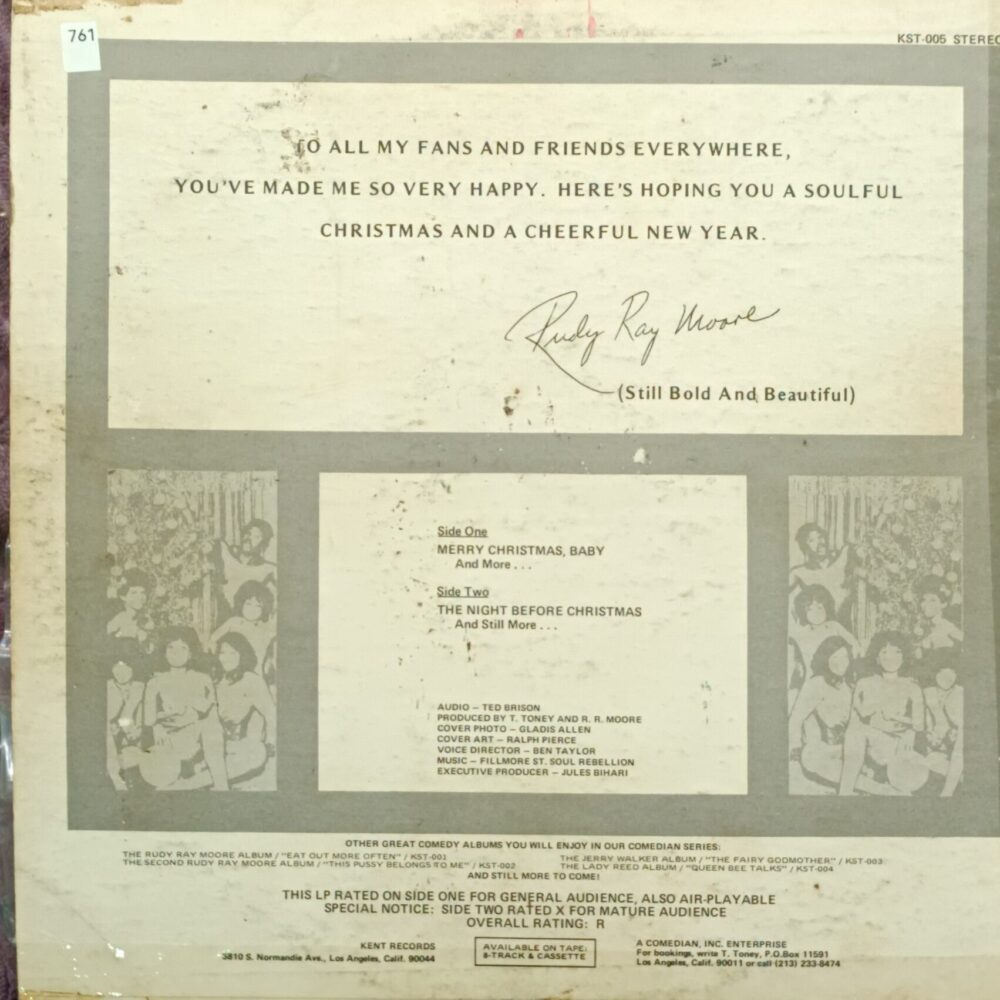 761
KST-005 STEREO
TO ALL MY FANS AND FRIENDS EVERYWHERE,
YOU'VE MADE ME SO VERY HAPPY. HERE'S HOPING YOU A SOULFUL
CHRISTMAS AND A CHEERFUL NEW YEAR.
Rudy Ray Moore
(Still Bold And Beautiful)
Side One
MERRY CHRISTMAS, BABY
And More . . .
Side Two
THE NIGHT BEFORE CHRISTMAS
And Still More . . .
AUDIO – TED BRISON
PRODUCED BY T. TONEY AND R. R. MOORE
COVER PHOTO – GLADIS ALLEN
COVER ART – RALPH PIERCE
VOICE DIRECTOR – BEN TAYLOR
MUSIC – FILLMORE ST. SOUL REBELLION
EXECUTIVE PRODUCER – JULES BIHARI
OTHER GREAT COMEDY ALBUMS YOU WILL ENJOY IN OUR COMEDIAN SERIES:
THE RUDY RAY MOORE ALBUM / "EAT OUT MORE OFTEN" / KST-001
THE SECOND RUDY RAY MOORE ALBUM / "THIS PUSSY BELONGS TO ME" / KST-002
THE JERRY WALKER ALBUM / "THE FAIRY GODMOTHER" / KST-003
THE LADY REED ALBUM / "QUEEN BEE TALKS" / KST-004
AND STILL MORE TO COME!
THIS LP RATED ON SIDE ONE FOR GENERAL AUDIENCE, ALSO AIR-PLAYABLE
SPECIAL NOTICE: SIDE TWO RATED X FOR MATURE AUDIENCE
OVERALL RATING: R
KENT RECORDS
5810 S. Normandie Ave., Los Angeles, Calif. 90044
AVAILABLE ON TAPE:
8-TRACK & CASSETTE
A COMEDIAN, INC. ENTERPRISE
For bookings, write T. Toney, P.O.Box 11591
Los Angeles, Calif. 90011 or call (213) 233-8474